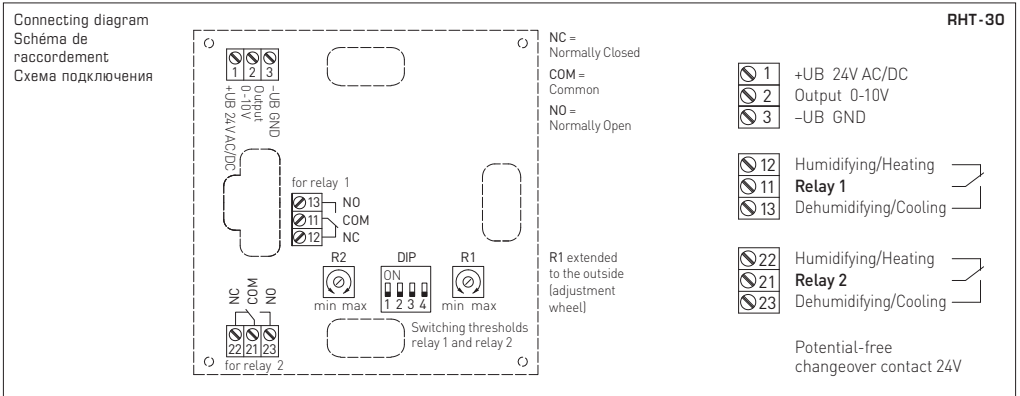 Connecting diagram
Schéma de
raccordement
Схема подключения
RHT-30
1 2 3
+UB 24V AC/DC
Output
0-10V
-UB GND
for relay 1
13 NO
11 COM
12 NC
R2
min max
DIP
ON
1 2 3 4
R1
min max
Switching thresholds
relay 1 and relay 2
NC
COM
NO
22 21 23
for relay 2
NC =
Normally Closed
COM =
Common
NO =
Normally Open
R1 extended
to the outside
(adjustment
wheel)
1 +UB 24V AC/DC
2 Output 0-10V
3 –UB GND
12 Humidifying/Heating
11 Relay 1
13 Dehumidifying/Cooling
22 Humidifying/Heating
21 Relay 2
23 Dehumidifying/Cooling
Potential-free
changeover contact 24V